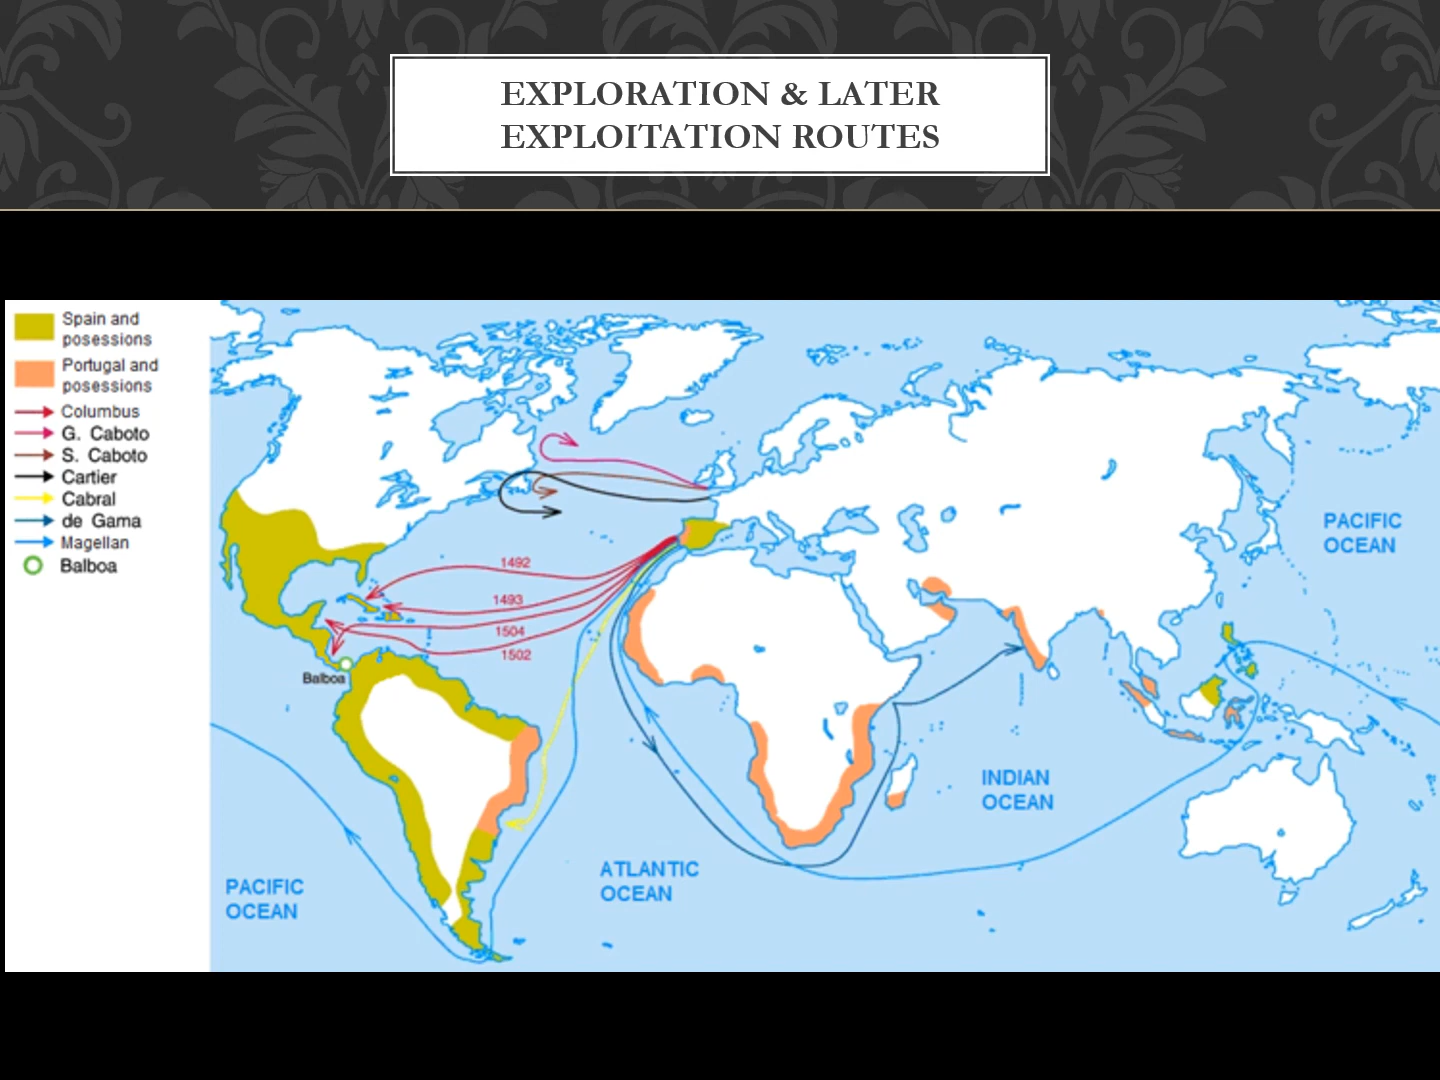 EXPLORATION & LATER
EXPLOITATION ROUTES
Spain and
posessions
Portugal and
posessions
Columbus
G. Caboto
S. Caboto
Cartier
Cabral
de Gama
Magellan
Balboa
1492
1493
1504
1502
Balboa
PACIFIC
OCEAN
INDIAN
OCEAN
ATLANTIC
OCEAN
PACIFIC
OCEAN